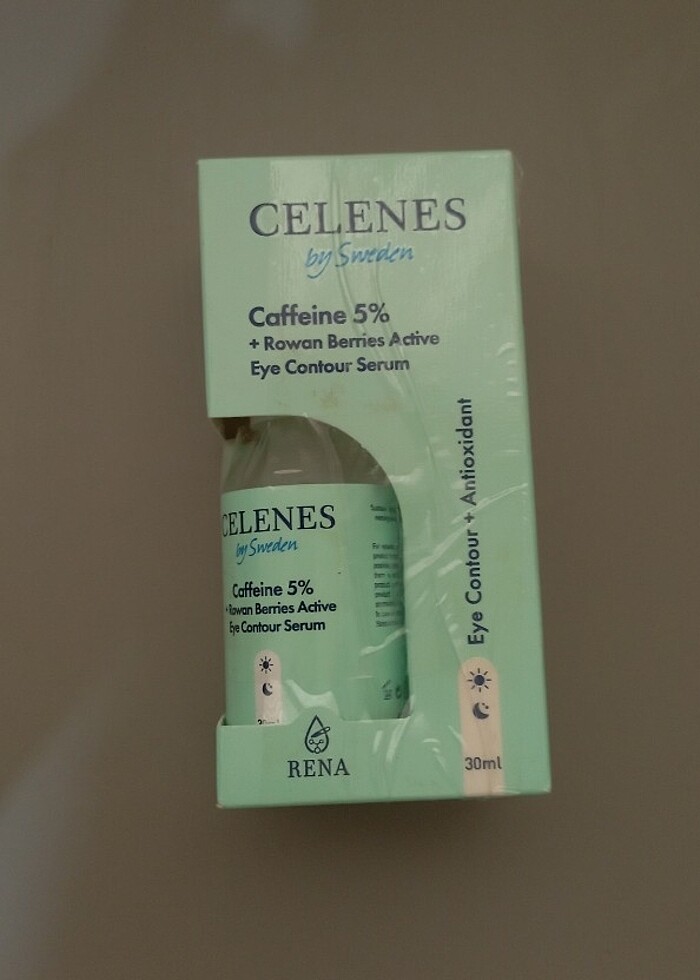 CELENES
by Sweden
Caffeine 5%
+ Rowan Berries Active
Eye Contour Serum
Eye Contour + Antioxidant
30ml
CELENES
by Sweden
Caffeine 5%
+ Rowan Berries Active
Eye Contour Serum
RENA